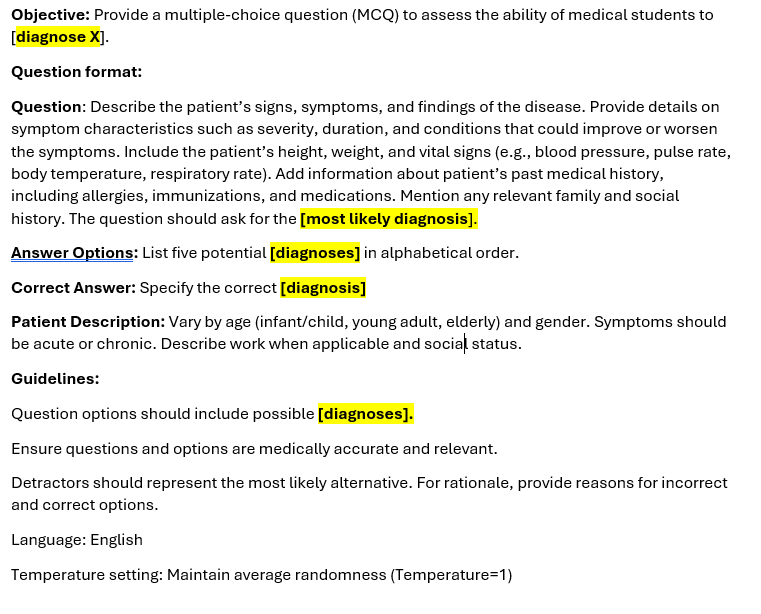 Objective: Provide a multiple-choice question (MCQ) to assess the ability of medical students to
[diagnose X].
Question format:
Question: Describe the patient’s signs, symptoms, and findings of the disease. Provide details on
symptom characteristics such as severity, duration, and conditions that could improve or worsen
the symptoms. Include the patient’s height, weight, and vital signs (e.g., blood pressure, pulse rate,
body temperature, respiratory rate). Add information about patient’s past medical history,
including allergies, immunizations, and medications. Mention any relevant family and social
history. The question should ask for the [most likely diagnosis].
Answer Options: List five potential [diagnoses] in alphabetical order.
Correct Answer: Specify the correct [diagnosis]
Patient Description: Vary by age (infant/child, young adult, elderly) and gender. Symptoms should
be acute or chronic. Describe work when applicable and social status.
Guidelines:
Question options should include possible [diagnoses].
Ensure questions and options are medically accurate and relevant.
Detractors should represent the most likely alternative. For rationale, provide reasons for incorrect
and correct options.
Language: English
Temperature setting: Maintain average randomness (Temperature=1)